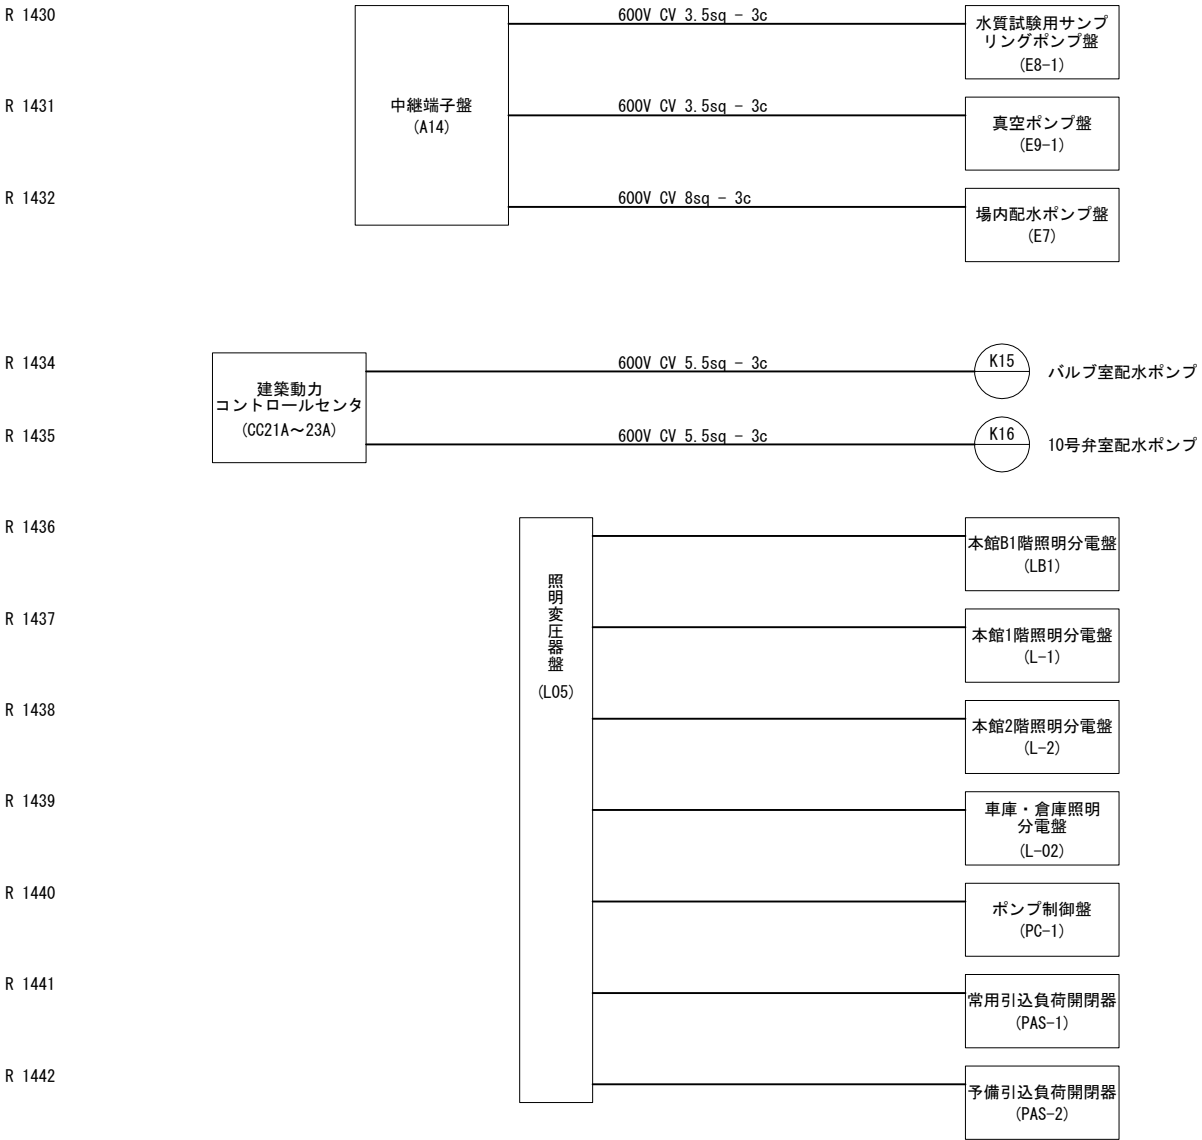 R 1430
600V CV 3.5sq - 3c
水質試験用サンプ
リングポンプ盤
(E8-1)
中継端子盤
(A14)
R 1431
600V CV 3.5sq - 3c
真空ポンプ盤
(E9-1)
R 1432
600V CV 8sq - 3c
場内配水ポンプ盤
(E7)
R 1434
600V CV 5.5sq - 3c
K15
バルブ室配水ポンプ
建築動力
コントロールセンタ
(CC21A～23A)
R 1435
600V CV 5.5sq - 3c
K16
10号弁室配水ポンプ
R 1436
本館B1階照明分電盤
(LB1)
照明変圧器盤
(L05)
R 1437
本館1階照明分電盤
(L-1)
R 1438
本館2階照明分電盤
(L-2)
R 1439
車庫・倉庫照明
分電盤
(L-02)
R 1440
ポンプ制御盤
(PC-1)
R 1441
常用引込負荷開閉器
(PAS-1)
R 1442
予備引込負荷開閉器
(PAS-2)